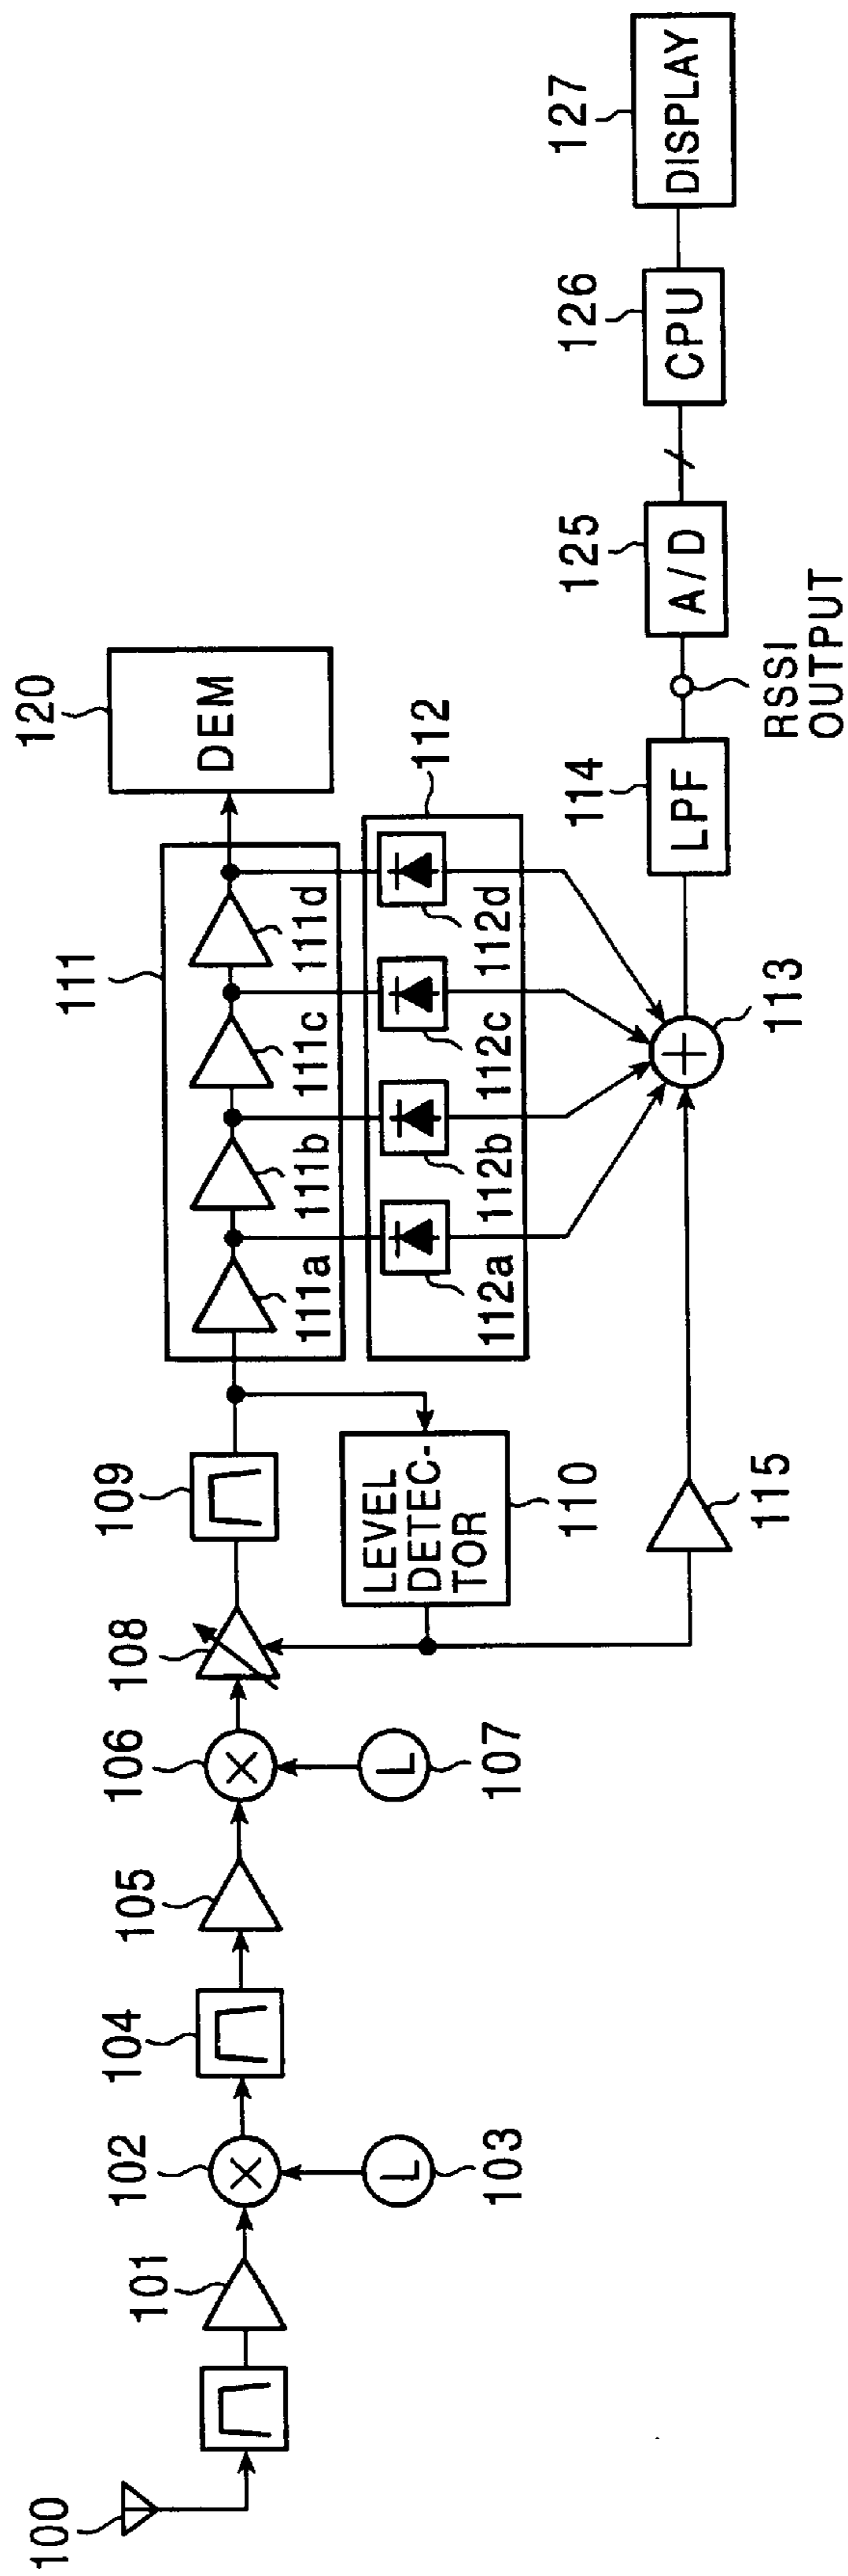 100
101
102
103
104
105
106
107
108
109
LEVEL
DETEC-
TOR
110
111
111a
111b
111c
111d
112
112a
112b
112c
112d
120
DEM
115
113
114
LPF
RSSI
OUTPUT
125
A/D
126
CPU
127
DISPLAY
L
L